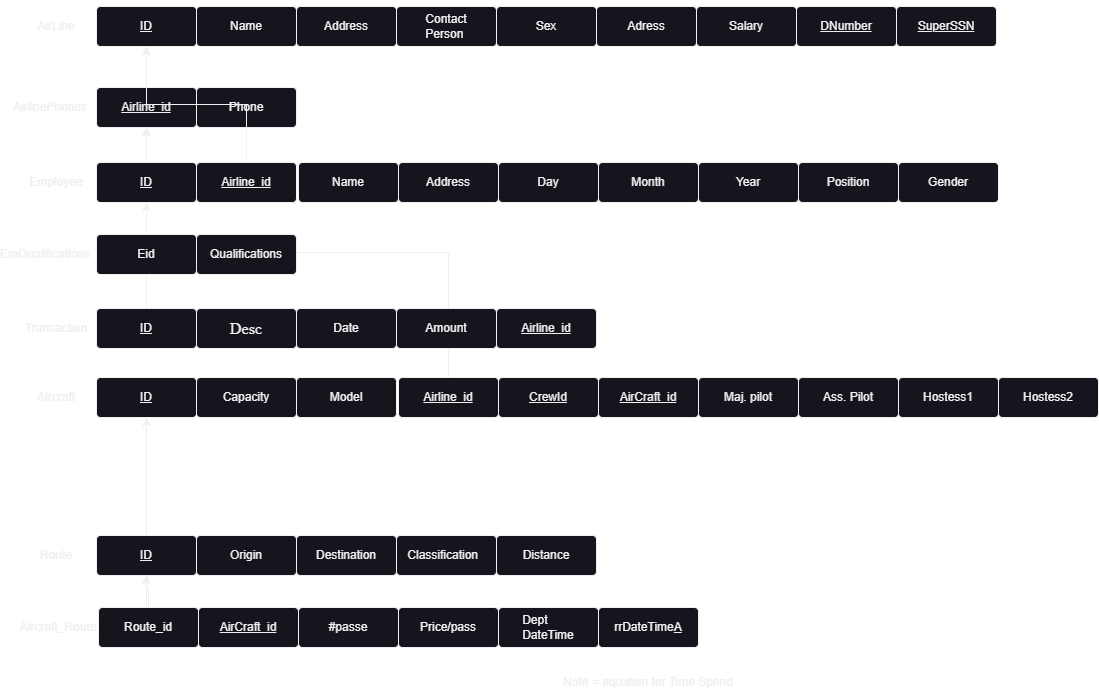 AirLine ID Name Address Contact Person Sex Adress Salary DNumber SuperSSN
AirlinePhones Airline_id Phone
Employee ID Airline_id Name Address Day Month Year Position Gender
EmQualifications Eid Qualifications
Transaction ID Desc Date Amount Airline_id
Aircraft ID Capacity Model Airline_id CrewId AirCraft_id Maj. pilot Ass. Pilot Hostess1 Hostess2
Route ID Origin Destination Classification Distance
Aircraft_Route Route_id AirCraft_id #passe Price/pass Dept DateTime rrDateTimeA
Note = equation for Time Spend